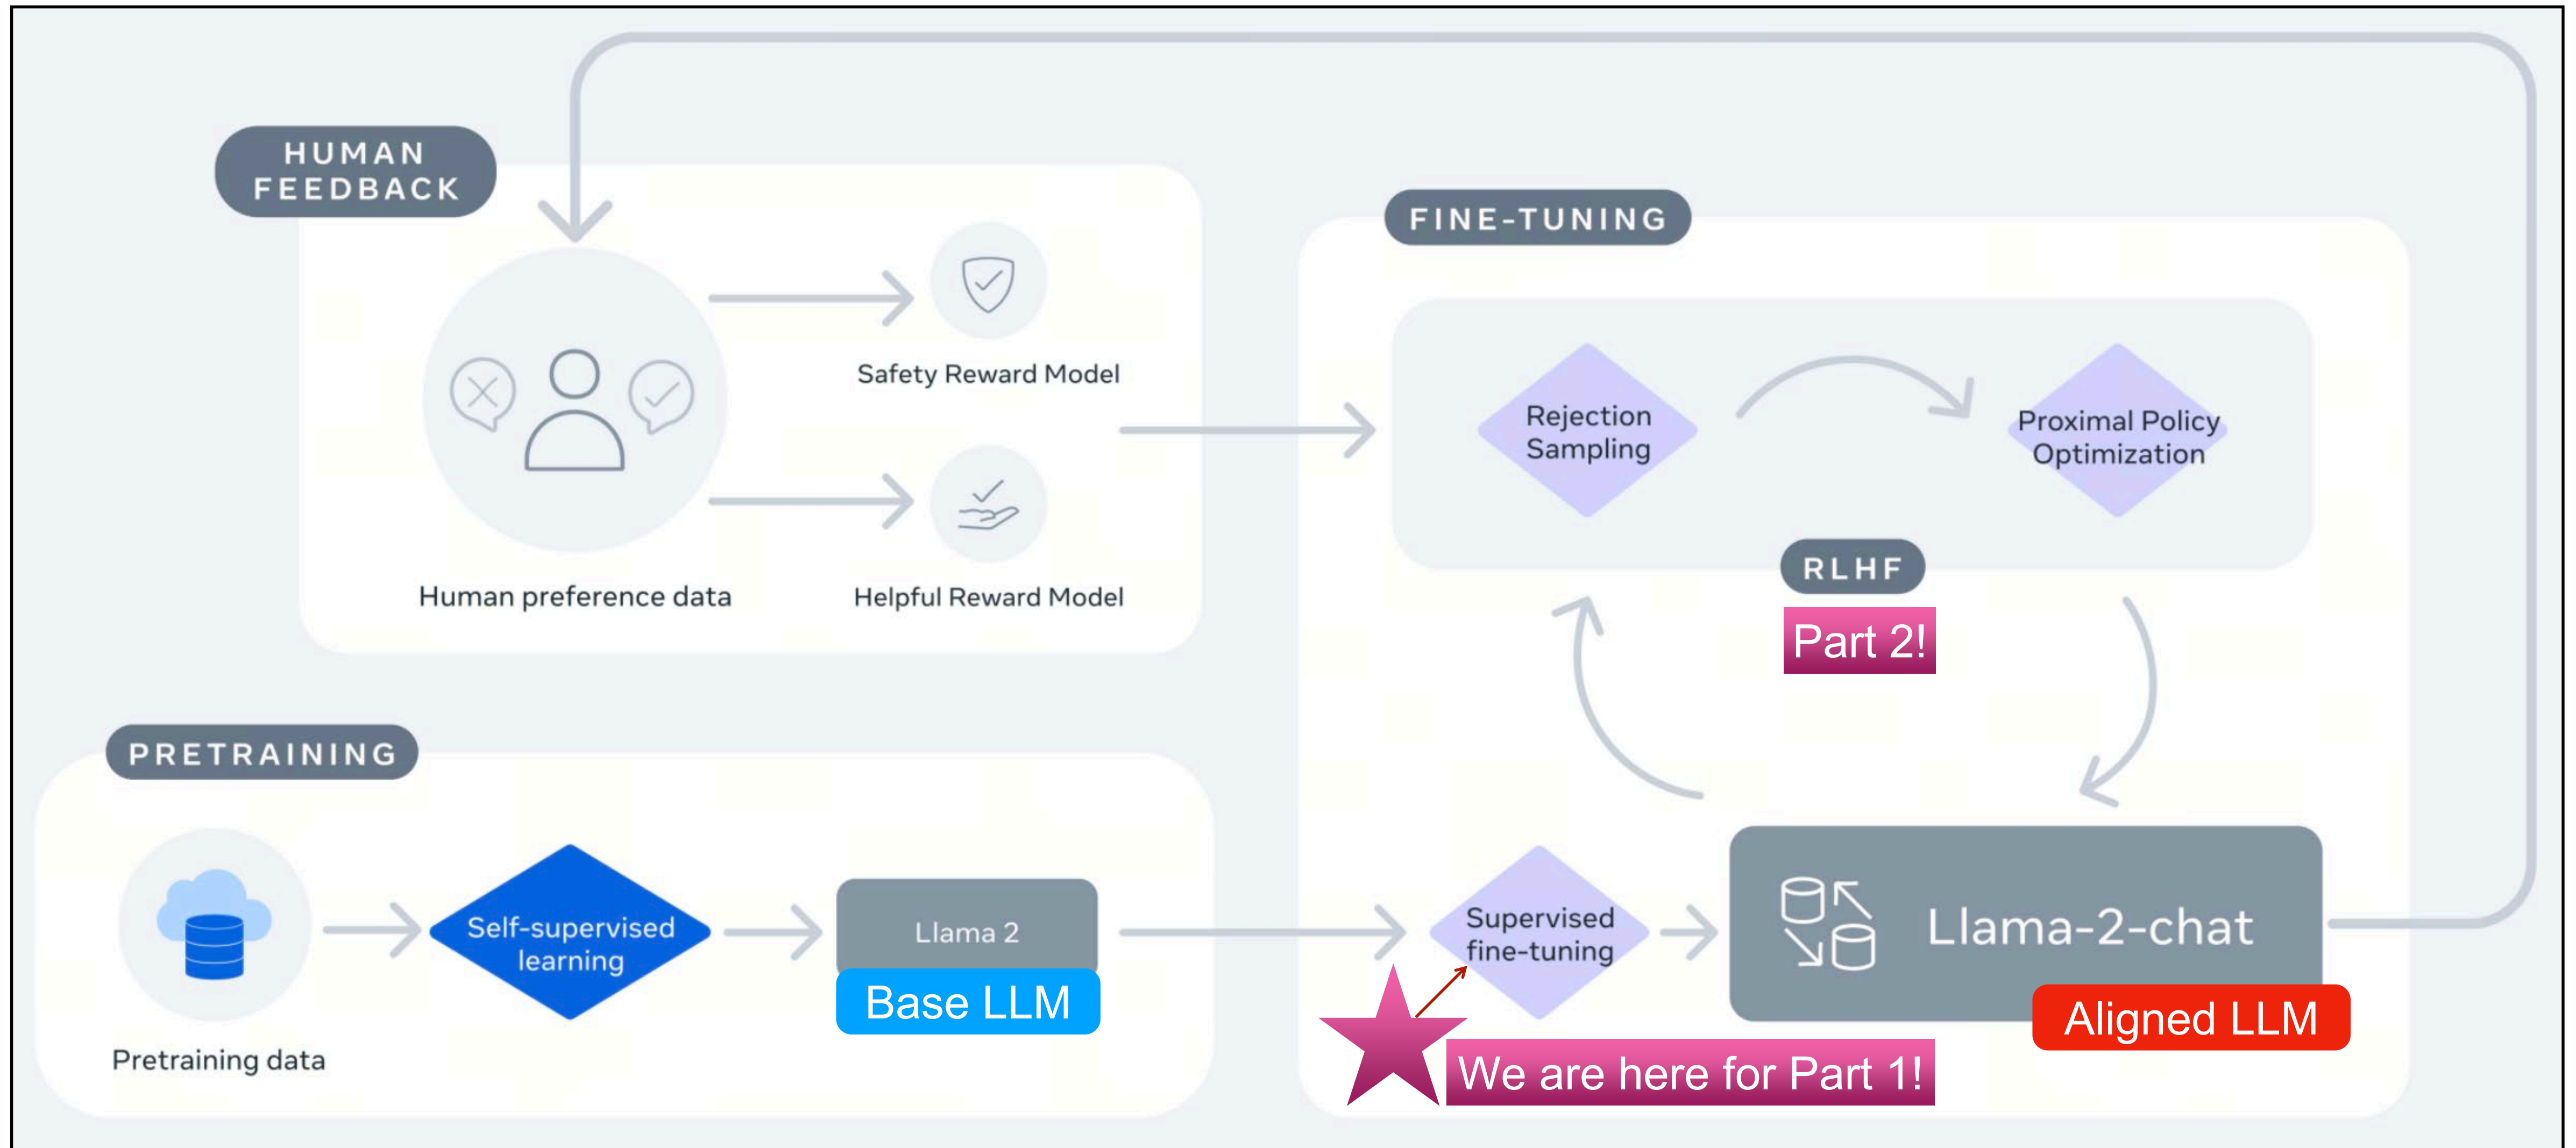 HUMAN
FEEDBACK
Safety Reward Model
Human preference data
Helpful Reward Model
FINE-TUNING
Rejection
Sampling
Proximal Policy
Optimization
RLHF
Part 2!
PRETRAINING
Pretraining data
Self-supervised
learning
Llama 2
Base LLM
Supervised
fine-tuning
Llama-2-chat
Aligned LLM
We are here for Part 1!